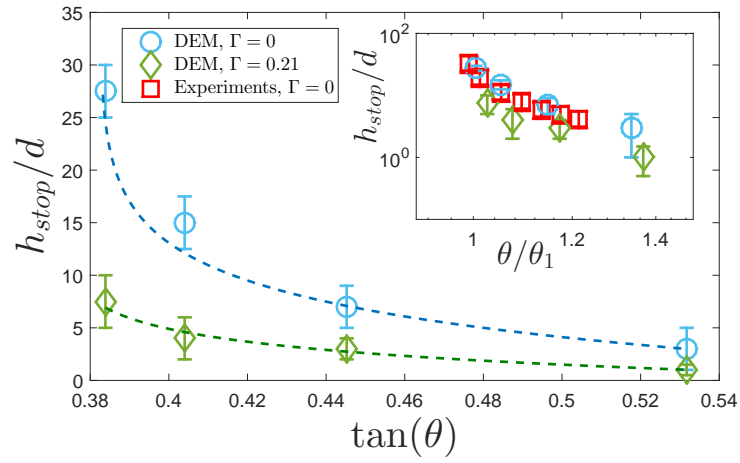 DEM, Γ = 0
DEM, Γ = 0.21
Experiments, Γ = 0
h_stop/d
35
30
25
20
15
10
5
0
0.38 0.4 0.42 0.44 0.46 0.48 0.5 0.52 0.54
tan(θ)
h_stop/d
10^2
10^0
1 1.2 1.4
θ/θ_1